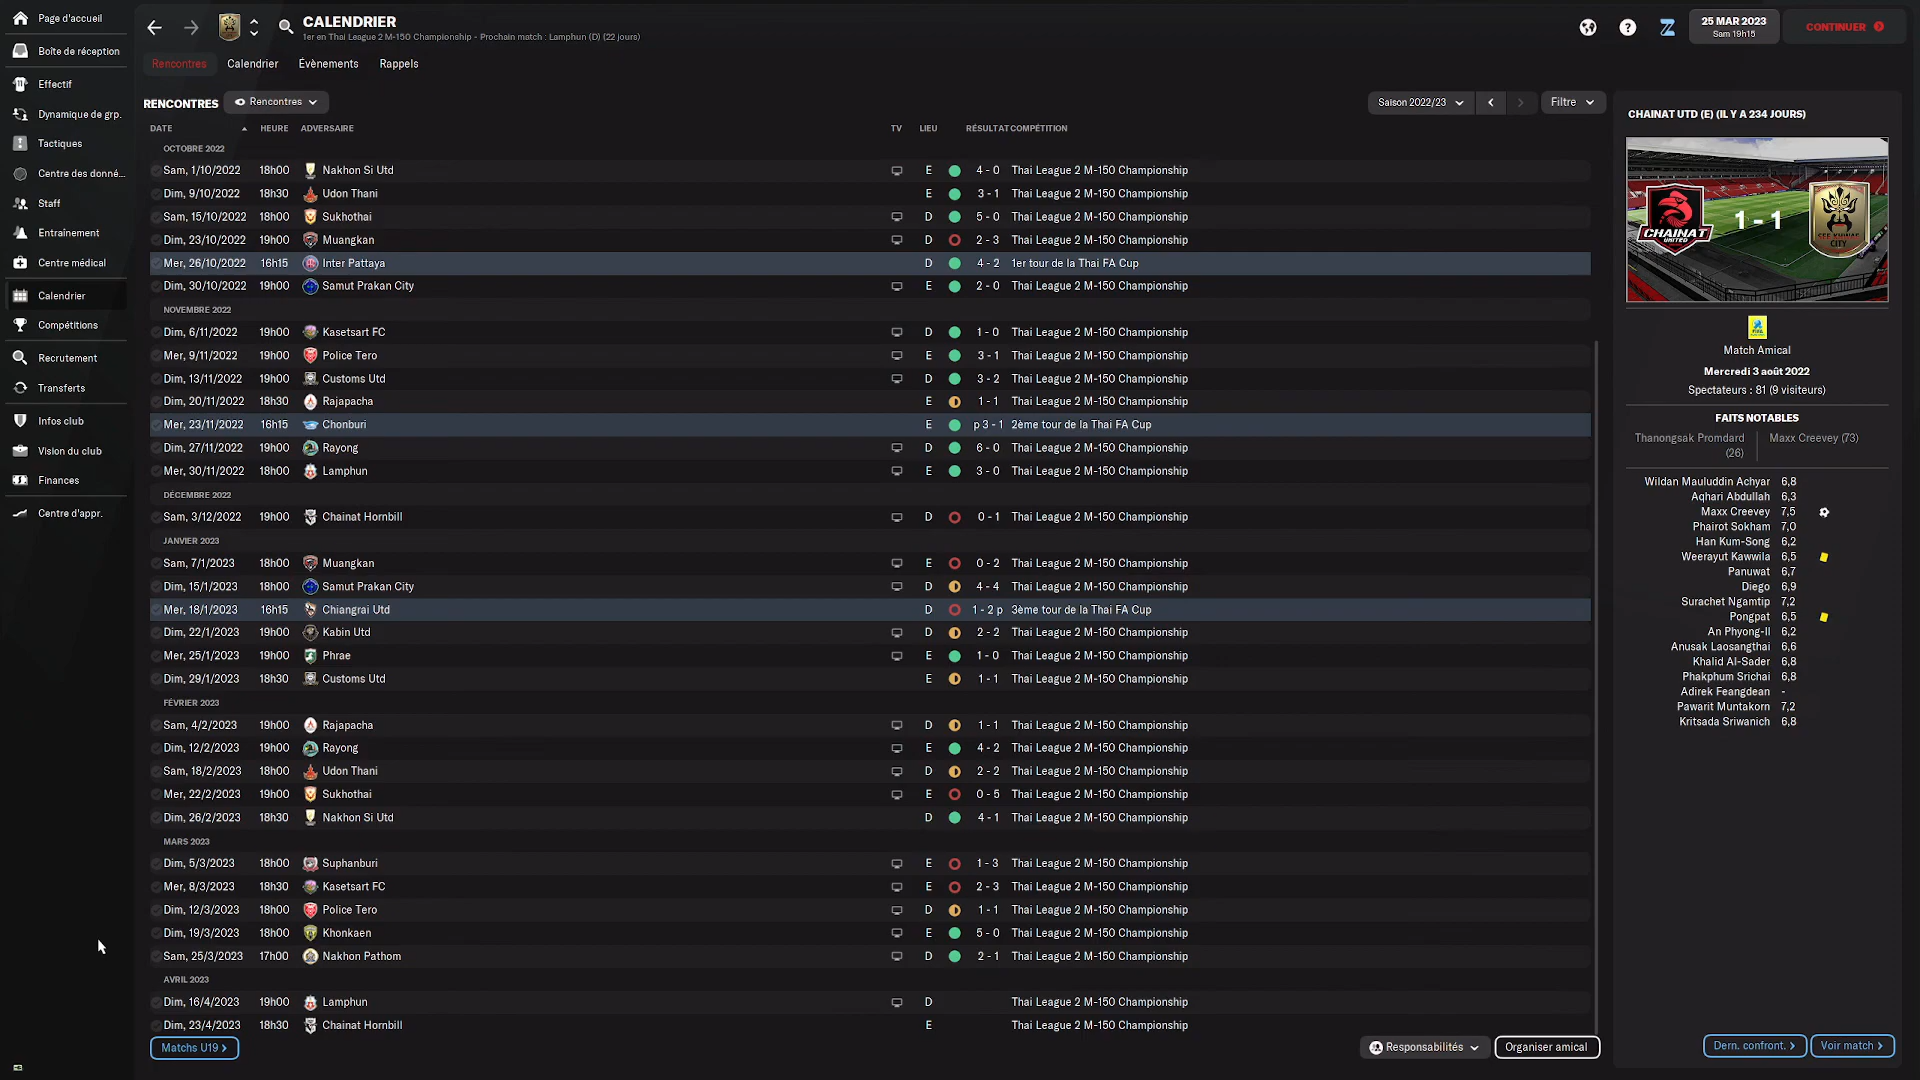 Page d'accueil
Boîte de réception
Effectif
Dynamique de grp.
Tactiques
Centre des donné...
Staff
Entraînement
Centre médical
Calendrier
Compétitions
Recrutement
Transferts
Infos club
Vision du club
Finances
Centre d'appr.
CALENDRIER
1er en Thai League 2 M-150 Championship - Prochain match : Lamphun (D) (22 jours)
25 MAR 2023
Sam 19h15
CONTINUER
Rencontres Calendrier Évènements Rappels
RENCONTRES Rencontres Saison 2022/23 Filtre
DATE HEURE ADVERSAIRE TV LIEU RÉSULTAT COMPÉTITION
OCTOBRE 2022
Sam, 1/10/2022 18h00 Nakhon Si Utd E 4 - 0 Thai League 2 M-150 Championship
Dim, 9/10/2022 18h30 Udon Thani E 3 - 1 Thai League 2 M-150 Championship
Sam, 15/10/2022 18h00 Sukhothai D 5 - 0 Thai League 2 M-150 Championship
Dim, 23/10/2022 19h00 Muangkan D 2 - 3 Thai League 2 M-150 Championship
Mer, 26/10/2022 16h15 Inter Pattaya D 4 - 2 1er tour de la Thai FA Cup
Dim, 30/10/2022 19h00 Samut Prakan City E 2 - 0 Thai League 2 M-150 Championship
NOVEMBRE 2022
Dim, 6/11/2022 19h00 Kasetsart FC D 1 - 0 Thai League 2 M-150 Championship
Mer, 9/11/2022 19h00 Police Tero E 3 - 1 Thai League 2 M-150 Championship
Dim, 13/11/2022 19h00 Customs Utd D 3 - 2 Thai League 2 M-150 Championship
Dim, 20/11/2022 18h30 Rajapacha E 1 - 1 Thai League 2 M-150 Championship
Mer, 23/11/2022 16h15 Chonburi E p 3 - 1 2ème tour de la Thai FA Cup
Dim, 27/11/2022 19h00 Rayong D 6 - 0 Thai League 2 M-150 Championship
Mer, 30/11/2022 18h00 Lamphun E 3 - 0 Thai League 2 M-150 Championship
DÉCEMBRE 2022
Sam, 3/12/2022 19h00 Chainat Hornbill D 0 - 1 Thai League 2 M-150 Championship
JANVIER 2023
Sam, 7/1/2023 18h00 Muangkan E 0 - 2 Thai League 2 M-150 Championship
Dim, 15/1/2023 18h00 Samut Prakan City D 4 - 4 Thai League 2 M-150 Championship
Mer, 18/1/2023 16h15 Chiangrai Utd D 1 - 2 p 3ème tour de la Thai FA Cup
Dim, 22/1/2023 19h00 Kabin Utd D 2 - 2 Thai League 2 M-150 Championship
Mer, 25/1/2023 19h00 Phrae E 1 - 0 Thai League 2 M-150 Championship
Dim, 29/1/2023 18h30 Customs Utd E 1 - 1 Thai League 2 M-150 Championship
FÉVRIER 2023
Sam, 4/2/2023 19h00 Rajapacha D 1 - 1 Thai League 2 M-150 Championship
Dim, 12/2/2023 19h00 Rayong E 4 - 2 Thai League 2 M-150 Championship
Sam, 18/2/2023 18h00 Udon Thani D 2 - 2 Thai League 2 M-150 Championship
Mer, 22/2/2023 19h00 Sukhothai E 0 - 5 Thai League 2 M-150 Championship
Dim, 26/2/2023 18h30 Nakhon Si Utd D 4 - 1 Thai League 2 M-150 Championship
MARS 2023
Dim, 5/3/2023 18h00 Suphanburi E 1 - 3 Thai League 2 M-150 Championship
Mer, 8/3/2023 18h30 Kasetsart FC E 2 - 3 Thai League 2 M-150 Championship
Dim, 12/3/2023 18h00 Police Tero D 1 - 1 Thai League 2 M-150 Championship
Dim, 19/3/2023 18h00 Khonkaen E 5 - 0 Thai League 2 M-150 Championship
Sam, 25/3/2023 17h00 Nakhon Pathom D 2 - 1 Thai League 2 M-150 Championship
AVRIL 2023
Dim, 16/4/2023 19h00 Lamphun D Thai League 2 M-150 Championship
Dim, 23/4/2023 18h30 Chainat Hornbill E Thai League 2 M-150 Championship
Matchs U19 Responsabilités Organiser amical
CHAINAT UTD (E) (IL Y A 234 JOURS)
CHAINAT
UNITED
1 - 1
CITY
Match Amical
Mercredi 3 août 2022
Spectateurs : 81 (9 visiteurs)
FAITS NOTABLES
Thanongsak Promdard (26)
Maxx Creevey (73)
Wildan Mauluddin Achyar 6,8
Aqhari Abdullah 6,3
Maxx Creevey 7,5
Phairot Sokham 7,0
Han Kum-Song 6,2
Weerayut Kawwila 6,5
Panuwat 6,7
Diego 6,9
Surachet Ngamtip 7,2
Pongpat 6,5
An Phyong-Il 6,2
Anusak Laosangthai 6,6
Khalid Al-Sader 6,8
Phakphum Srichai 6,8
Adirek Feangdean -
Pawarit Muntakorn 7,2
Kritsada Sriwanich 6,8
Dern. confront. Voir match